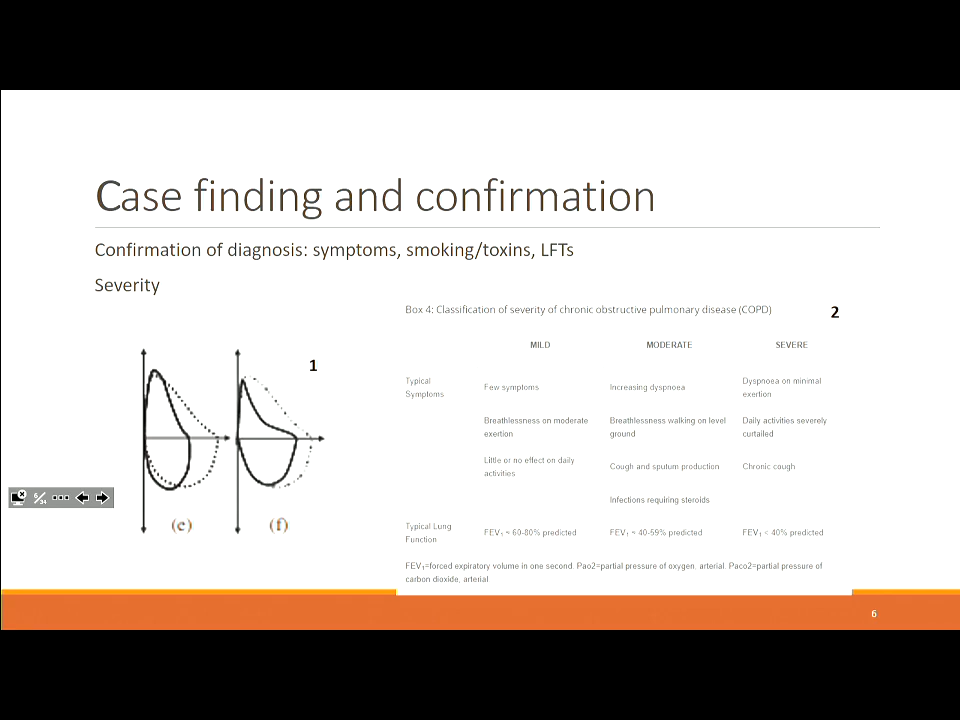 Case finding and confirmation
Confirmation of diagnosis: symptoms, smoking/toxins, LFTs
Severity
Box 4: Classification of severity of chronic obstructive pulmonary disease (COPD)
2
1
MILD MODERATE SEVERE
Typical Symptoms
Few symptoms
Increasing dyspnoea
Dyspnoea on minimal exertion
Breathlessness on moderate exertion
Breathlessness walking on level ground
Daily activities severely curtailed
Little or no effect on daily activities
Cough and sputum production
Chronic cough
Infections requiring steroids
Typical Lung Function
FEV₁ ≈ 60-80% predicted
FEV₁ ≈ 40-59% predicted
FEV₁ < 40% predicted
FEV₁=forced expiratory volume in one second. Pao2=partial pressure of oxygen, arterial. Paco2=partial pressure of
carbon dioxide, arterial
(c) (f)
6